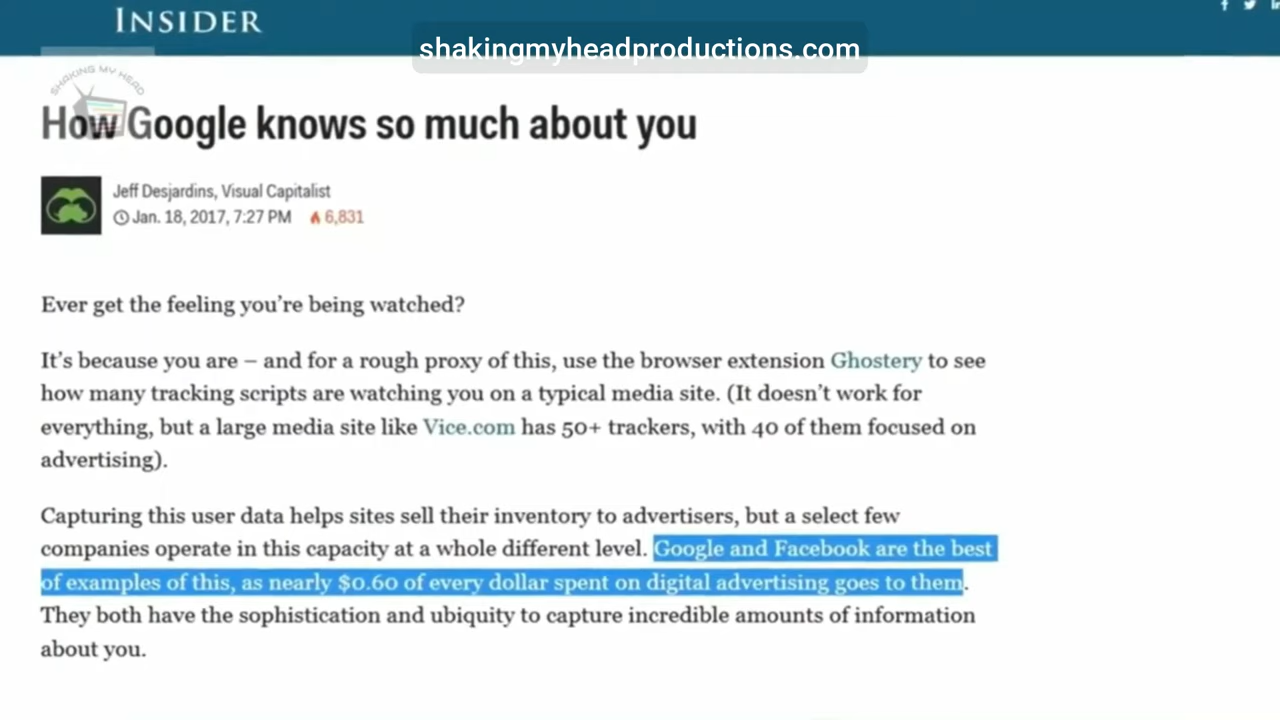 INSIDER
shakingmyheadproductions.com
SHAKING MY HEAD
How Google knows so much about you
Jeff Desjardins, Visual Capitalist
Jan. 18, 2017, 7:27 PM 6,831
Ever get the feeling you’re being watched?
It’s because you are – and for a rough proxy of this, use the browser extension Ghostery to see
how many tracking scripts are watching you on a typical media site. (It doesn’t work for
everything, but a large media site like Vice.com has 50+ trackers, with 40 of them focused on
advertising).
Capturing this user data helps sites sell their inventory to advertisers, but a select few
companies operate in this capacity at a whole different level. Google and Facebook are the best
of examples of this, as nearly $0.60 of every dollar spent on digital advertising goes to them.
They both have the sophistication and ubiquity to capture incredible amounts of information
about you.